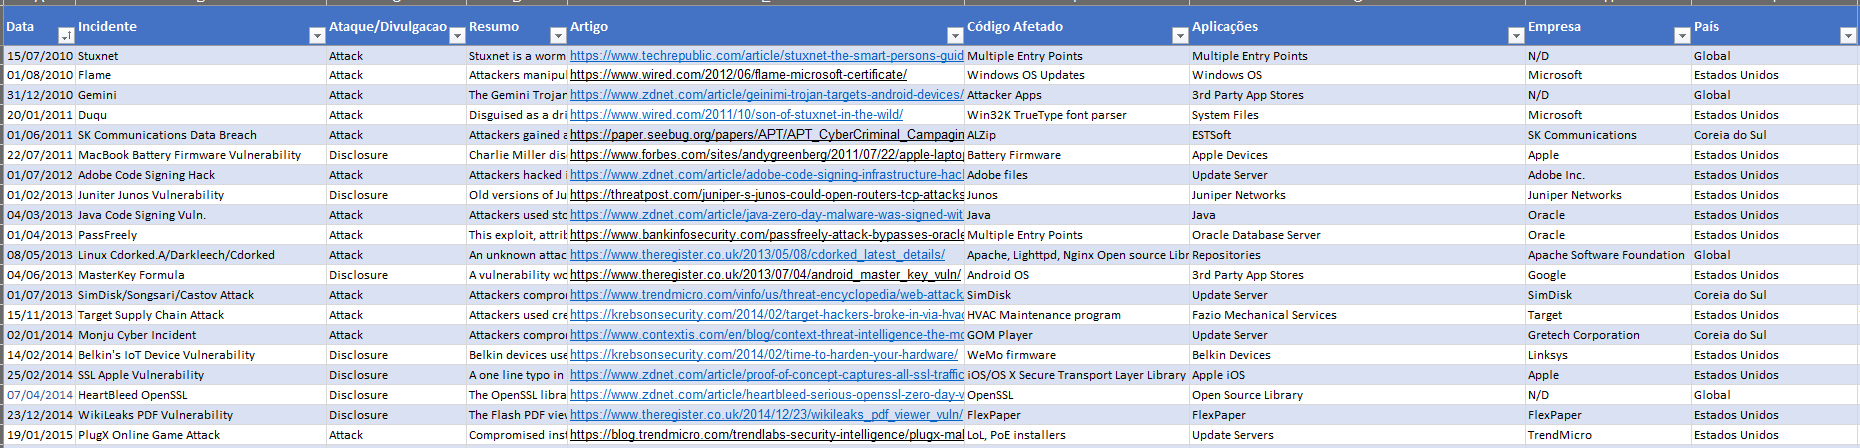 Data Incidente Ataque/Divulgacao Resumo Artigo Código Afetado Aplicações Empresa País
15/07/2010 Stuxnet Attack Stuxnet is a worm https://www.techrepublic.com/article/stuxnet-the-smart-persons-guid Multiple Entry Points Multiple Entry Points N/D Global
01/08/2010 Flame Attack Attackers manipul https://www.wired.com/2012/06/flame-microsoft-certificate/ Windows OS Updates Windows OS Microsoft Estados Unidos
31/12/2010 Gemini Attack The Gemini Trojan https://www.zdnet.com/article/geinimi-trojan-targets-android-devices/ Attacker Apps 3rd Party App Stores N/D Global
20/01/2011 Duqu Attack Disguised as a dri https://www.wired.com/2011/10/son-of-stuxnet-in-the-wild/ Win32K TrueType font parser System Files Microsoft Estados Unidos
01/06/2011 SK Communications Data Breach Attack Attackers gained a https://paper.seebug.org/papers/APT/APT_CyberCriminal_Campagin ALZip ESTSoft SK Communications Coreia do Sul
22/07/2011 MacBook Battery Firmware Vulnerability Disclosure Charlie Miller dis https://www.forbes.com/sites/andygreenberg/2011/07/22/apple-lapto Battery Firmware Apple Devices Apple Estados Unidos
01/07/2012 Adobe Code Signing Hack Attack Attackers hacked i https://www.zdnet.com/article/adobe-code-signing-infrastructure-hac Adobe files Update Server Adobe Inc. Estados Unidos
01/02/2013 Juniter Junos Vulnerability Disclosure Old versions of Ju https://threatpost.com/juniper-s-junos-could-open-routers-tcp-attacks Junos Juniper Networks Juniper Networks Estados Unidos
04/03/2013 Java Code Signing Vuln. Attack Attackers used sto https://www.zdnet.com/article/java-zero-day-malware-was-signed-wit Java Java Oracle Estados Unidos
01/04/2013 PassFreely Attack This exploit, attrib https://www.bankinfosecurity.com/passfreely-attack-bypasses-oracle Multiple Entry Points Oracle Database Server Oracle Estados Unidos
08/05/2013 Linux Cdorked.A/Darkleech/Cdorked Attack An unknown attac https://www.theregister.co.uk/2013/05/08/cdorked_latest_details/ Apache, Lighttpd, Nginx Open source Libr Repositories Apache Software Foundation Global
04/06/2013 MasterKey Formula Disclosure A vulnerability wo https://www.theregister.co.uk/2013/07/04/android_master_key_vuln/ Android OS 3rd Party App Stores Google Estados Unidos
01/07/2013 SimDisk/Songsari/Castov Attack Attack Attackers compro https://www.trendmicro.com/vinfo/us/threat-encyclopedia/web-attack SimDisk Update Server SimDisk Coreia do Sul
15/11/2013 Target Supply Chain Attack Attack Attackers used cre https://krebsonsecurity.com/2014/02/target-hackers-broke-in-via-hvac HVAC Maintenance program Fazio Mechanical Services Target Estados Unidos
02/01/2014 Monju Cyber Incident Attack Attackers compro https://www.contextis.com/en/blog/context-threat-intelligence-the-mo GOM Player Update Server Gretech Corporation Coreia do Sul
14/02/2014 Belkin's IoT Device Vulnerability Disclosure Belkin devices use https://krebsonsecurity.com/2014/02/time-to-harden-your-hardware/ WeMo firmware Belkin Devices Linksys Estados Unidos
25/02/2014 SSL Apple Vulnerability Disclosure A one line typo in https://www.zdnet.com/article/proof-of-concept-captures-all-ssl-traffic iOS/OS X Secure Transport Layer Library Apple iOS Apple Estados Unidos
07/04/2014 HeartBleed OpenSSL Disclosure The OpenSSL libra https://www.zdnet.com/article/heartbleed-serious-openssl-zero-day-v OpenSSL Open Source Library N/D Global
23/12/2014 WikiLeaks PDF Vulnerability Disclosure The Flash PDF viev https://www.theregister.co.uk/2014/12/23/wikileaks_pdf_viewer_vuln/ FlexPaper FlexPaper FlexPaper Estados Unidos
19/01/2015 PlugX Online Game Attack Attack Compromised inst https://blog.trendmicro.com/trendlabs-security-intelligence/plugx-mal LoL, PoE installers Update Servers TrendMicro Estados Unidos